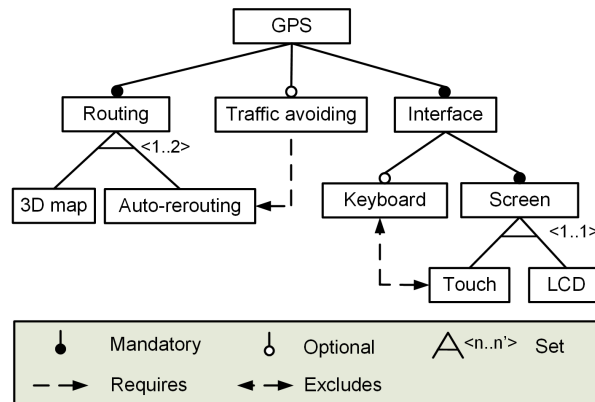 GPS
Routing
Traffic avoiding
Interface
<1..2>
3D map
Auto-rerouting
Keyboard
Screen
<1..1>
Touch
LCD
Mandatory
Optional
<n..n'>
Set
Requires
Excludes